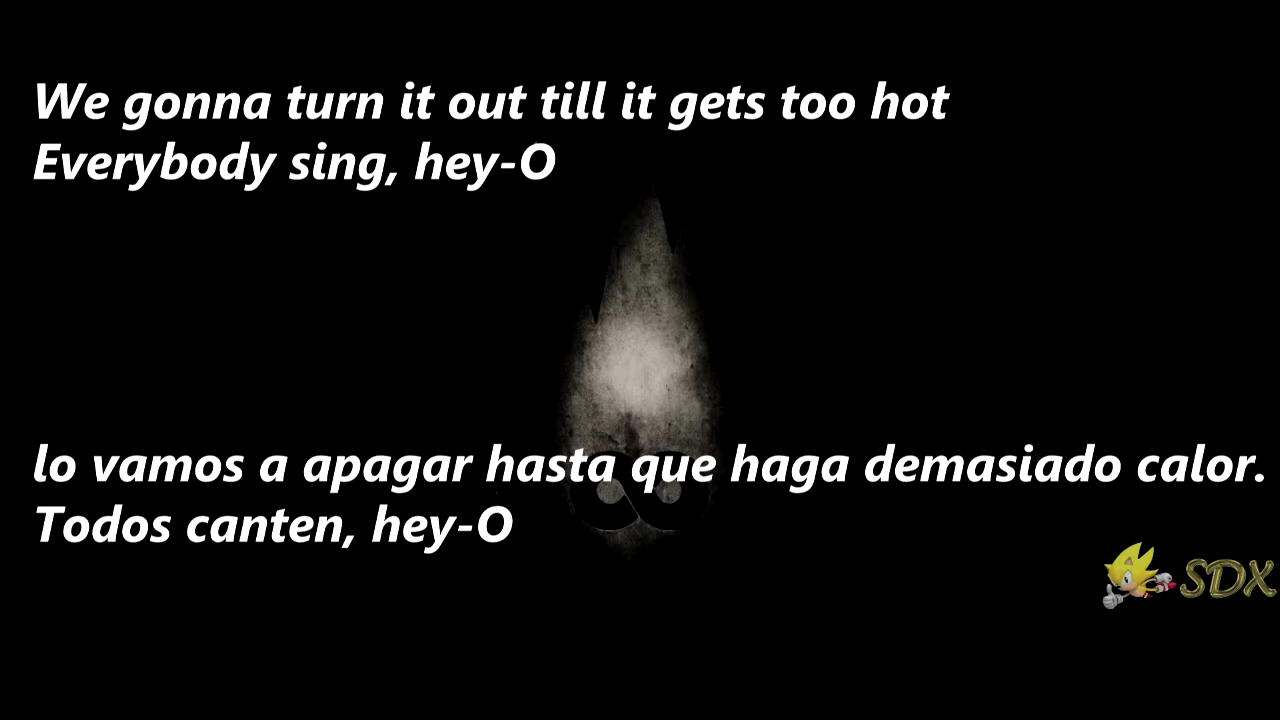 We gonna turn it out till it gets too hot
Everybody sing, hey-O
lo vamos a apagar hasta que haga demasiado calor.
Todos canten, hey-O
SDX